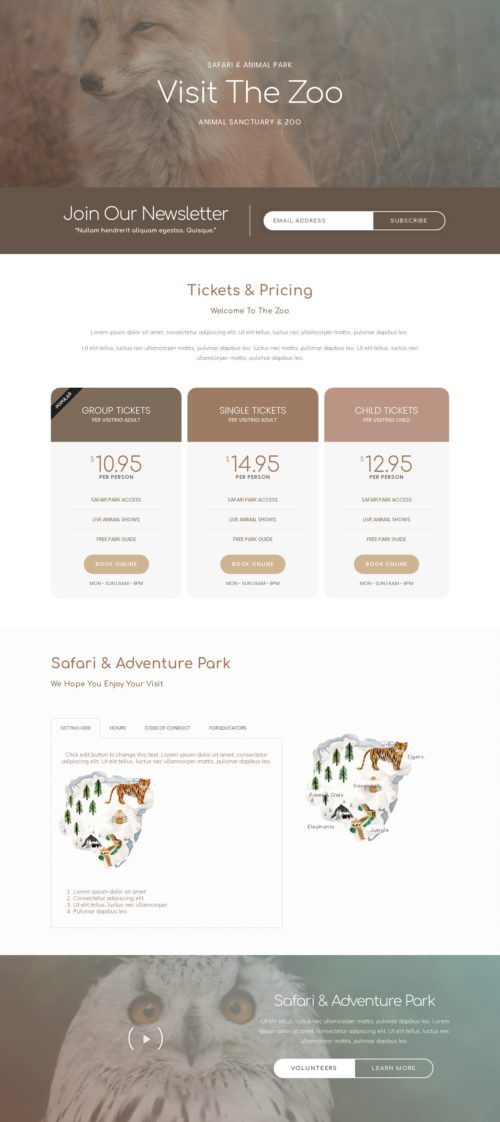 SAFARI & ANIMAL PARK
Visit The Zoo
ANIMAL SANCTUARY & ZOO
Join Our Newsletter
"Nullam hendrerit aliquam egestas. Quisque."
EMAIL ADDRESS
SUBSCRIBE
Tickets & Pricing
Welcome To The Zoo
Lorem ipsum dolor sit amet, consectetur adipiscing elit. Ut elit tellus, luctus nec ullamcorper mattis, pulvinar dapibus leo.
Ut elit tellus, luctus nec ullamcorper mattis, pulvinar dapibus leo. luctus nec mattis, pulvinar dapibus leo. Ut elit tellus, luctus nec
ullamcorper mattis, pulvinar dapibus leo.
POPULAR
GROUP TICKETS
PER VISITING ADULT
$10.95
PER PERSON
SAFARI PARK ACCESS
LIVE ANIMAL SHOWS
FREE PARK GUIDE
BOOK ONLINE
MON - SUN | 8AM - 9PM
SINGLE TICKETS
PER VISITING ADULT
$14.95
PER PERSON
SAFARI PARK ACCESS
LIVE ANIMAL SHOWS
FREE PARK GUIDE
BOOK ONLINE
MON - SUN | 8AM - 9PM
CHILD TICKETS
PER VISITING CHILD
$12.95
PER PERSON
SAFARI PARK ACCESS
LIVE ANIMAL SHOWS
FREE PARK GUIDE
BOOK ONLINE
MON - SUN | 8AM - 9PM
Safari & Adventure Park
We Hope You Enjoy Your Visit
GETTING HERE
HOURS
CODE OF CONDUCT
FOR EDUCATORS
Click edit button to change this text. Lorem ipsum dolor sit amet, consectetur
adipiscing elit. Ut elit tellus, luctus nec ullamcorper mattis, pulvinar dapibus leo.
1. Lorem ipsum dolor sit amet
2. Consectetur adipiscing elit.
3. Ut elit tellus, luctus nec ullamcorper
4. Pulvinar dapibus leo.
Tigers
Savannah
Elephants
Jungle
Safari & Adventure Park
Ut elit tellus, luctus nec ullamcorper mattis, pulvinar dapibus leo. Lorem
ipsum dolor sit amet, consectetur adipiscing elit. Ut elit tellus, luctus nec
ullamcorper mattis, pulvinar dapibus leo.
VOLUNTEERS
LEARN MORE